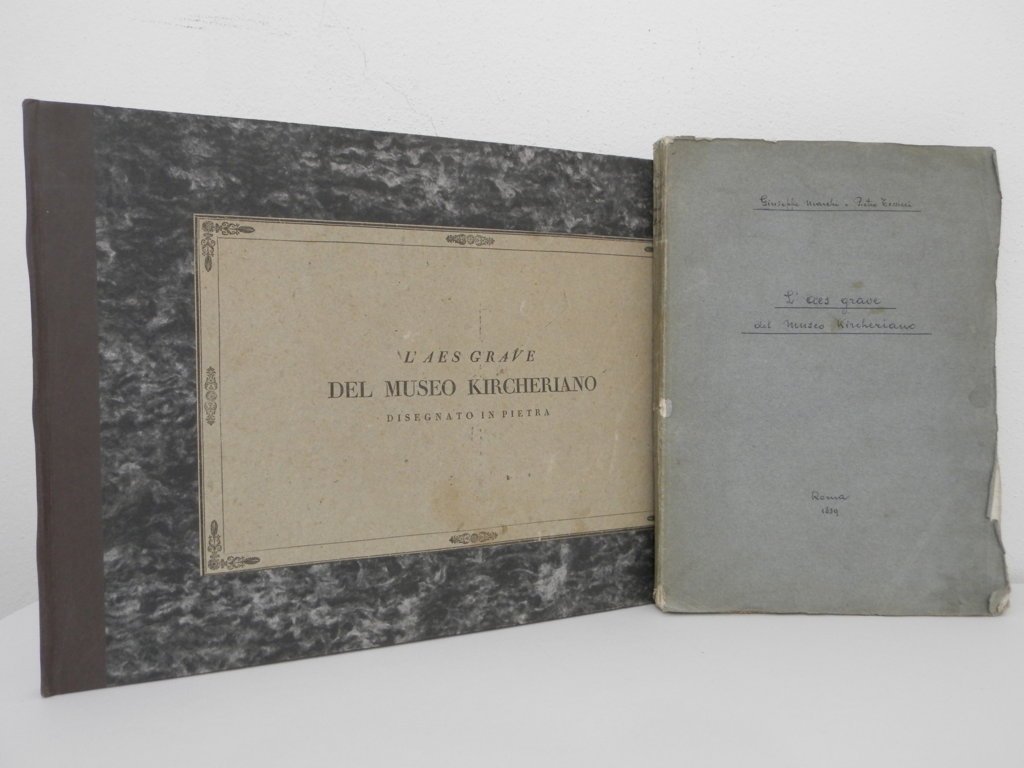 L'AES GRAVE
DEL MUSEO KIRCHERIANO
DISEGNATO IN PIETRA
Giuseppe Marchi e Pietro Tessieri
L'aes grave
del Museo Kircheriano
Roma
1839